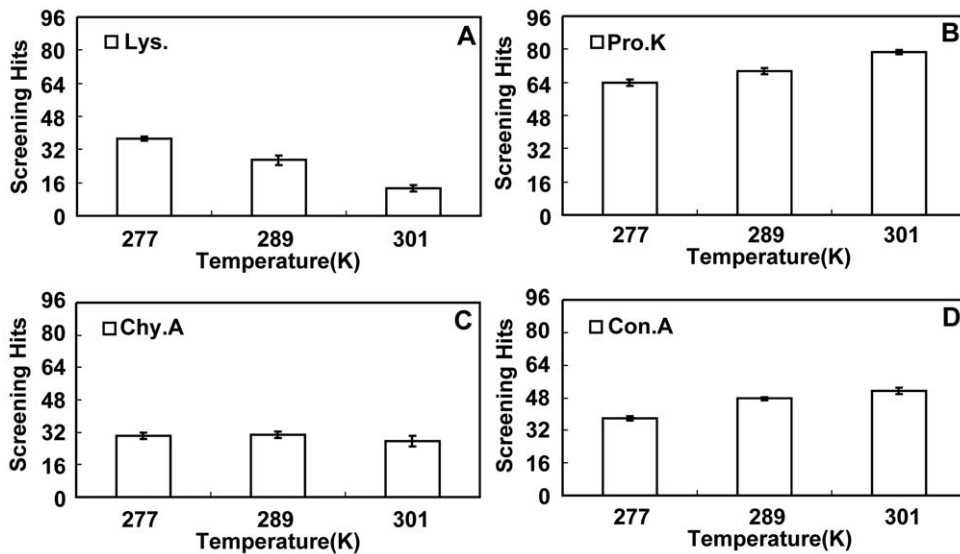 96
80
64
48
32
16
0
Screening Hits
Lys.
A
277 289 301
Temperature(K)
96
80
64
48
32
16
0
Screening Hits
Pro.K
B
277 289 301
Temperature(K)
96
80
64
48
32
16
0
Screening Hits
Chy.A
C
277 289 301
Temperature(K)
96
80
64
48
32
16
0
Screening Hits
Con.A
D
277 289 301
Temperature(K)